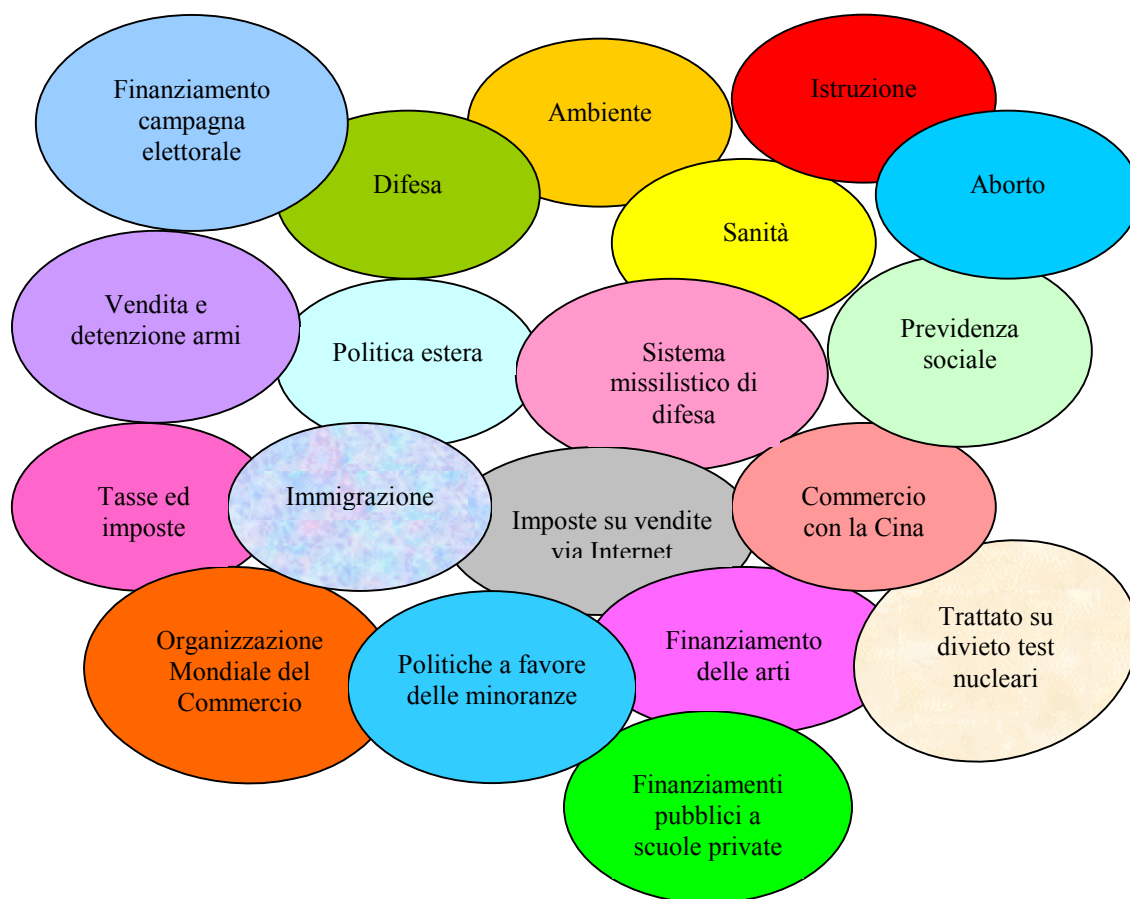 Finanziamento
campagna
elettorale
Ambiente
Istruzione
Difesa
Aborto
Sanità
Vendita e
detenzione armi
Politica estera
Sistema
missilistico di
difesa
Previdenza
sociale
Tasse ed
imposte
Immigrazione
Imposte su vendite
via Internet
Commercio
con la Cina
Organizzazione
Mondiale del
Commercio
Politiche a favore
delle minoranze
Finanziamento
delle arti
Trattato su
divieto test
nucleari
Finanziamenti
pubblici a
scuole private